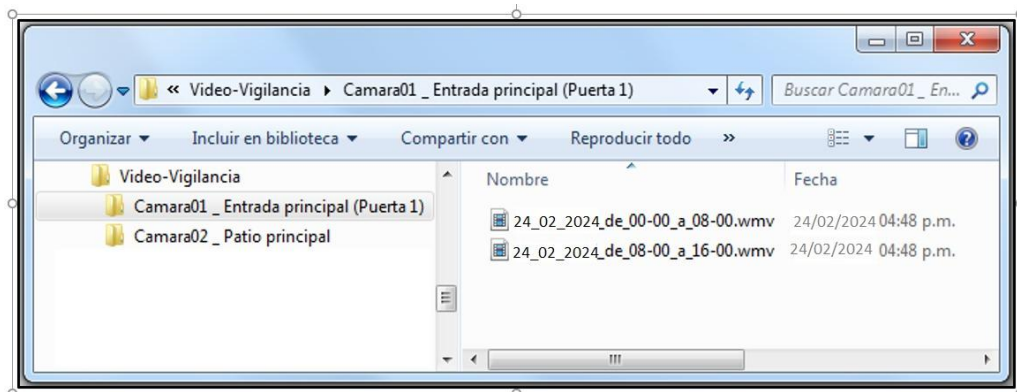 « Video-Vigilancia ▸ Camara01 _ Entrada principal (Puerta 1)
Buscar Camara01 _ En...
Organizar Incluir en biblioteca Compartir con Reproducir todo »
Video-Vigilancia
Camara01 _ Entrada principal (Puerta 1)
Camara02 _ Patio principal
Nombre Fecha
24_02_2024_de_00-00_a_08-00.wmv 24/02/2024 04:48 p.m.
24_02_2024_de_08-00_a_16-00.wmv 24/02/2024 04:48 p.m.